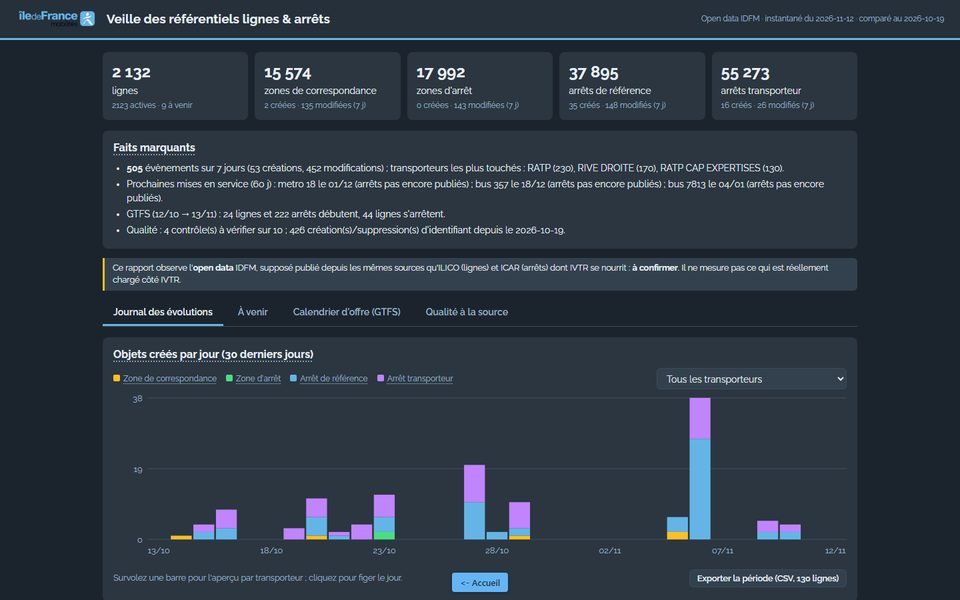 îledeFrance
mobilités
Veille des référentiels lignes & arrêts
Open data IDFM · instantané du 2026-11-12 · comparé au 2026-10-19
2 132
lignes
2123 actives · 9 à venir
15 574
zones de correspondance
2 créées · 135 modifiées (7 j)
17 992
zones d'arrêt
0 créées · 143 modifiées (7 j)
37 895
arrêts de référence
35 créés · 148 modifiés (7 j)
55 273
arrêts transporteur
16 créés · 26 modifiés (7 j)
Faits marquants
• 505 évènements sur 7 jours (53 créations, 452 modifications) ; transporteurs les plus touchés : RATP (230), RIVE DROITE (170), RATP CAP EXPERTISES (130).
• Prochaines mises en service (60 j) : metro 18 le 01/12 (arrêts pas encore publiés) ; bus 357 le 18/12 (arrêts pas encore publiés) ; bus 7813 le 04/01 (arrêts pas encore
publiés).
• GTFS (12/10 → 13/11) : 24 lignes et 222 arrêts débutent, 44 lignes s'arrêtent.
• Qualité : 4 contrôle(s) à vérifier sur 10 ; 426 création(s)/suppression(s) d'identifiant depuis le 2026-10-19.
Ce rapport observe l'open data IDFM, supposé publié depuis les mêmes sources qu'ILICO (lignes) et ICAR (arrêts) dont IVTR se nourrit : à confirmer. Il ne mesure pas ce qui est réellement
chargé côté IVTR.
Journal des évolutions
À venir
Calendrier d'offre (GTFS)
Qualité à la source
Objets créés par jour (30 derniers jours)
Zone de correspondance
Zone d'arrêt
Arrêt de référence
Arrêt transporteur
Tous les transporteurs
38
19
0
13/10
18/10
23/10
28/10
02/11
07/11
12/11
Survolez une barre pour l'aperçu par transporteur ; cliquez pour figer le jour.
<- Accueil
Exporter la période (CSV, 130 lignes)